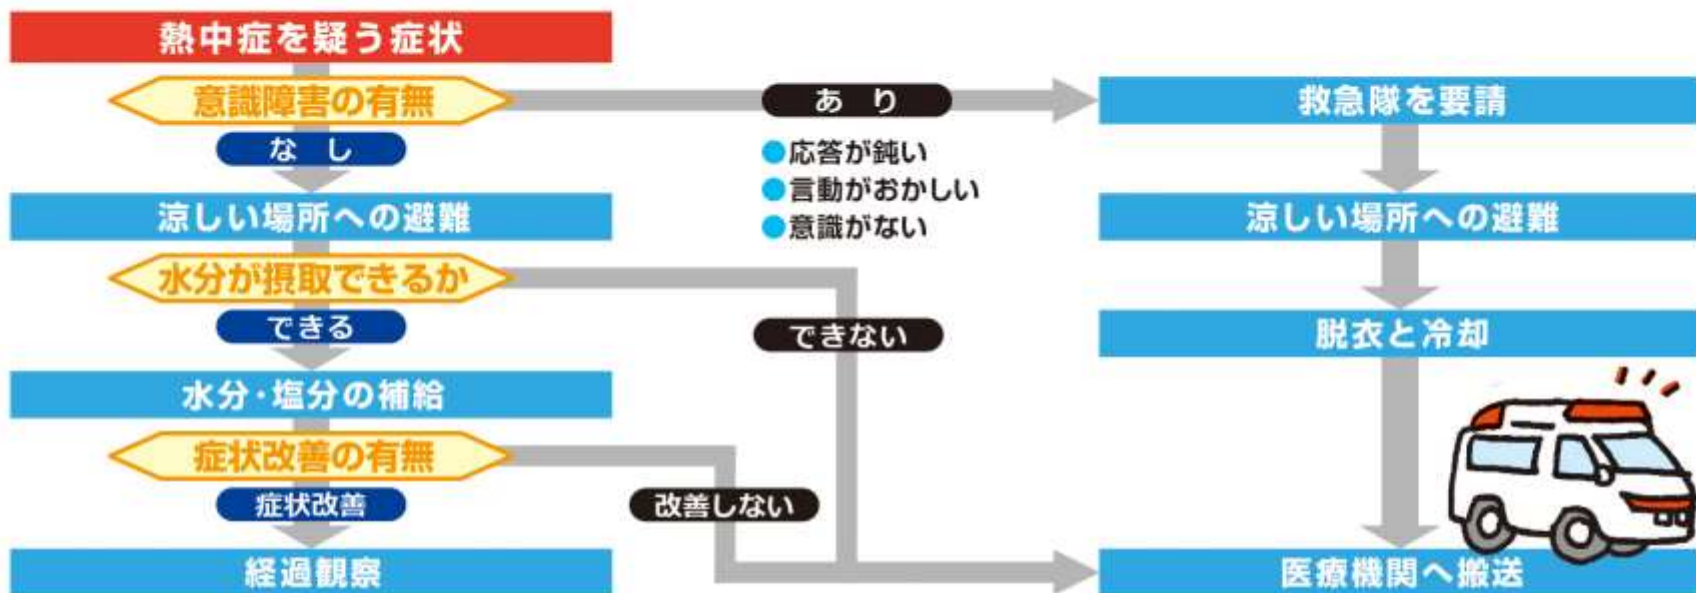 熱中症を疑う症状
意識障害の有無
なし
涼しい場所への避難
水分が摂取できるか
できる
水分・塩分の補給
症状改善の有無
症状改善
経過観察
あり
●応答が鈍い
●言動がおかしい
●意識がない
できない
改善しない
救急隊を要請
涼しい場所への避難
脱衣と冷却
医療機関へ搬送